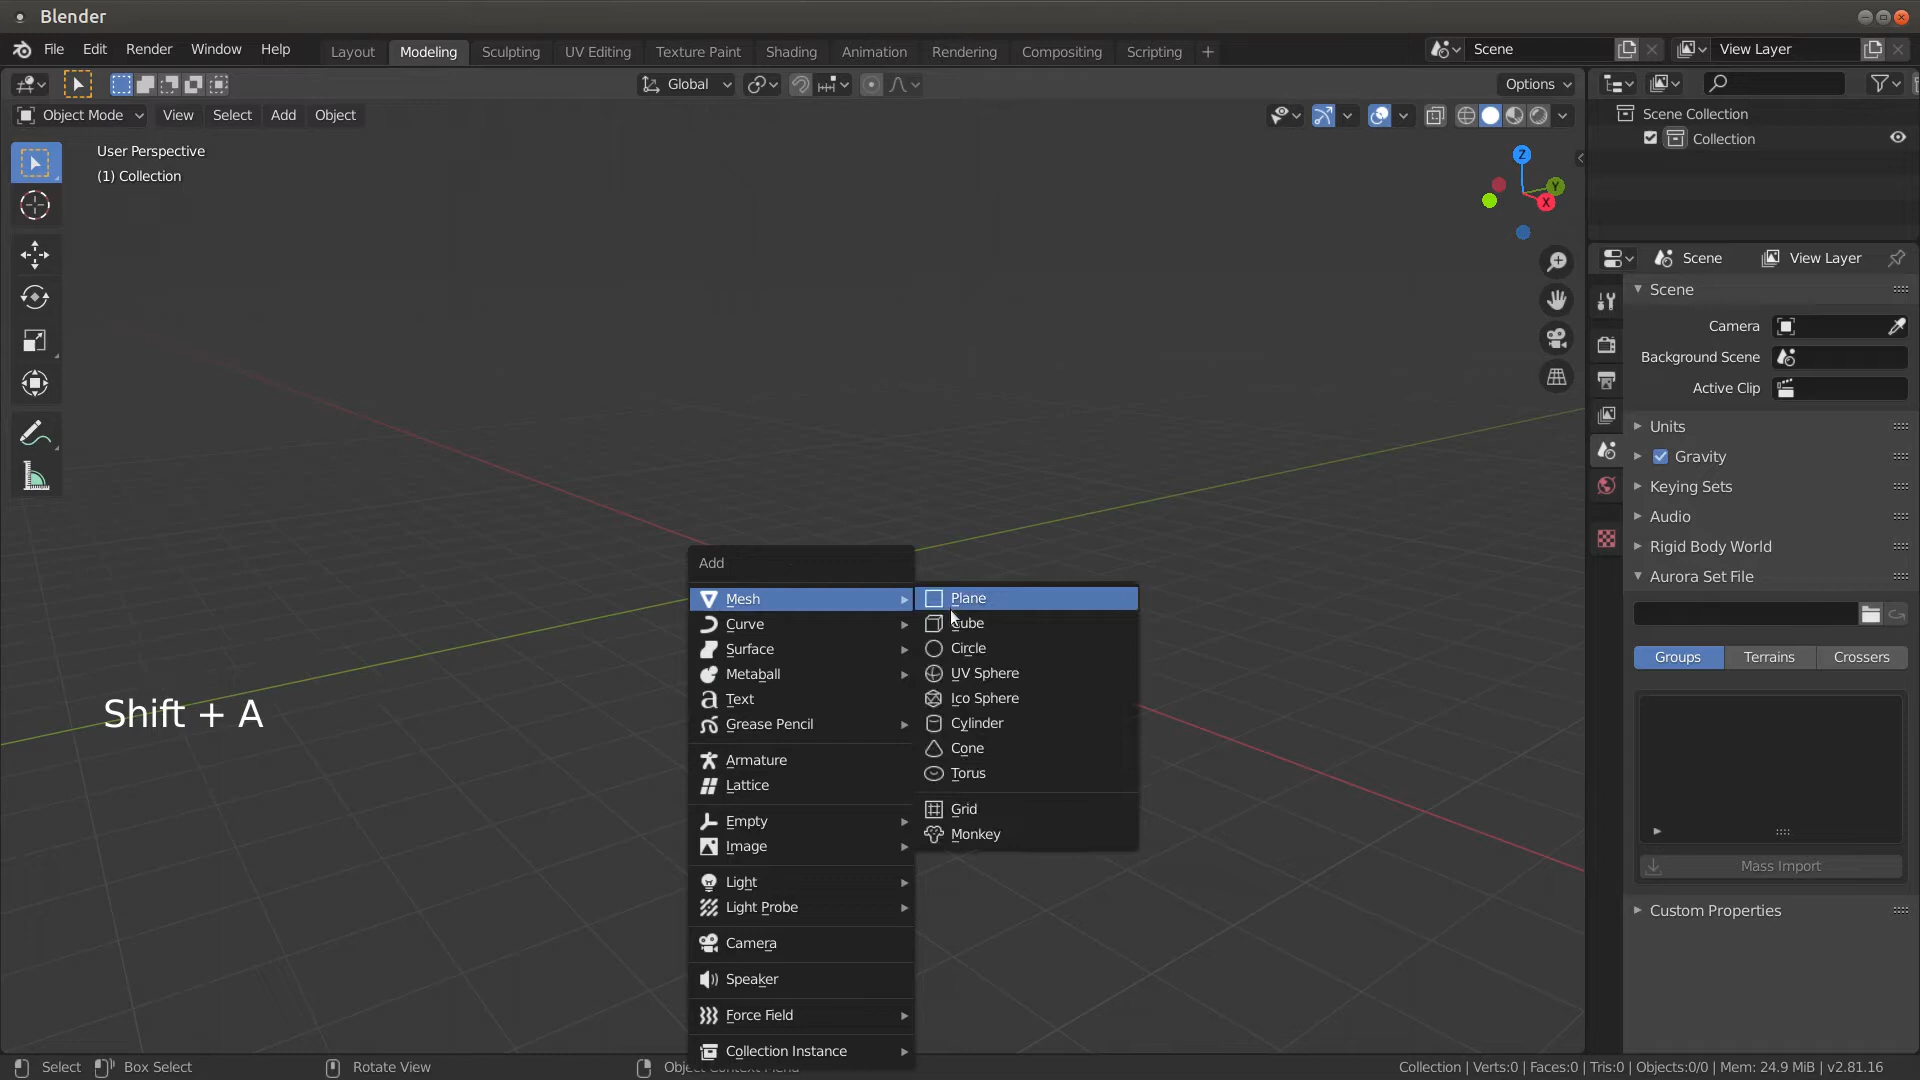 Blender
File Edit Render Window Help Layout Modeling Sculpting UV Editing Texture Paint Shading Animation Rendering Compositing Scripting + Scene View Layer
Global Options
Object Mode View Select Add Object
User Perspective
(1) Collection
Z
Y
X
Shift + A
Add
Mesh
Curve
Surface
Metaball
Text
Grease Pencil
Armature
Lattice
Empty
Image
Light
Light Probe
Camera
Speaker
Force Field
Collection Instance
Plane
Cube
Circle
UV Sphere
Ico Sphere
Cylinder
Cone
Torus
Grid
Monkey
Scene Collection
Collection
Scene View Layer
Scene
Camera
Background Scene
Active Clip
Units
Gravity
Keying Sets
Audio
Rigid Body World
Aurora Set File
Groups Terrains Crossers
Mass Import
Custom Properties
Select Box Select Rotate View Object Context Menu Collection | Verts:0 | Faces:0 | Tris:0 | Objects:0/0 | Mem: 24.9 MiB | v2.81.16